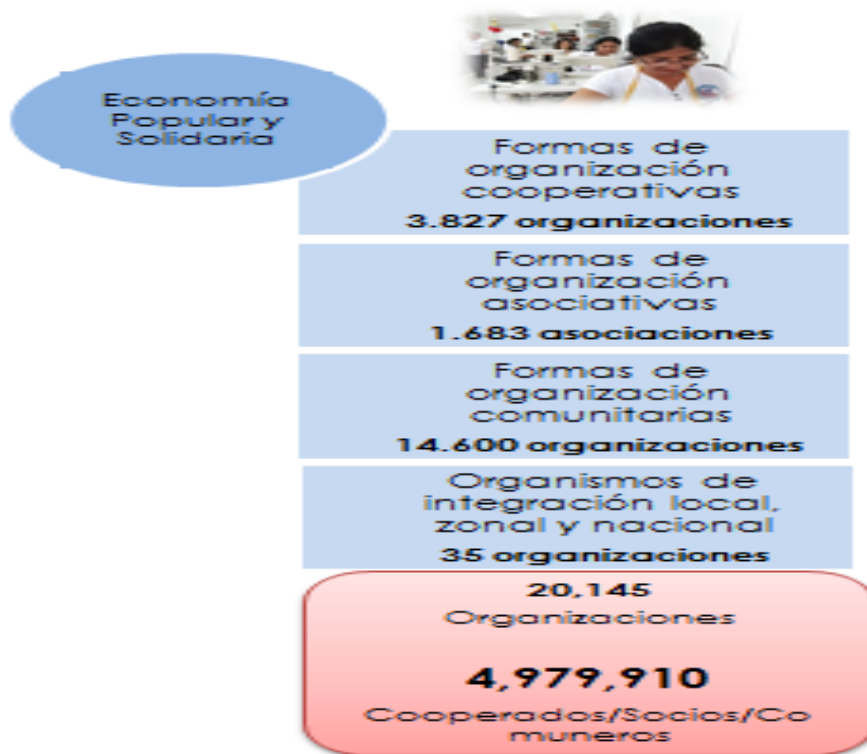 Economía
Popular y
Solidaria
Formas de
organización
cooperativas
3.827 organizaciones
Formas de
organización
asociativas
1.683 asociaciones
Formas de
organización
comunitarias
14.600 organizaciones
Organismos de
integración local,
zonal y nacional
35 organizaciones
20,145
Organizaciones
4,979,910
Cooperados/Socios/Co
muneros